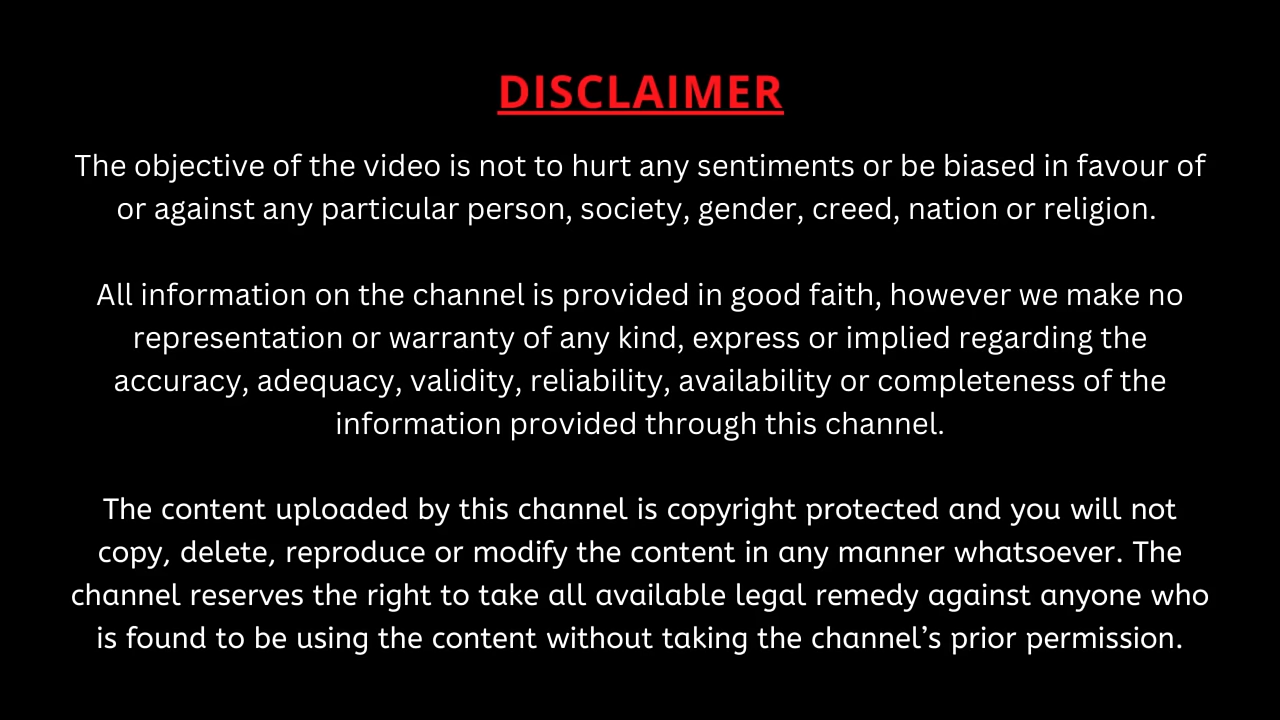 DISCLAIMER
The objective of the video is not to hurt any sentiments or be biased in favour of
or against any particular person, society, gender, creed, nation or religion.
All information on the channel is provided in good faith, however we make no
representation or warranty of any kind, express or implied regarding the
accuracy, adequacy, validity, reliability, availability or completeness of the
information provided through this channel.
The content uploaded by this channel is copyright protected and you will not
copy, delete, reproduce or modify the content in any manner whatsoever. The
channel reserves the right to take all available legal remedy against anyone who
is found to be using the content without taking the channel’s prior permission.